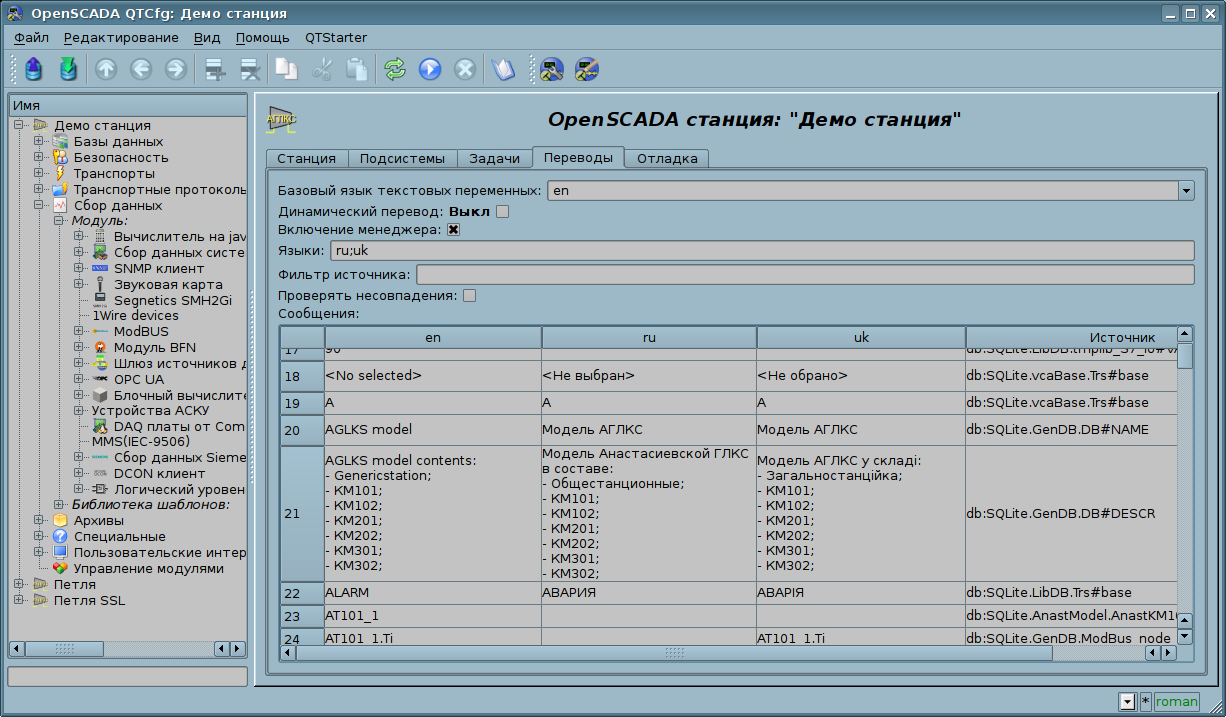 OpenSCADA QTCfg: Демо станция
Файл Редактирование Вид Помощь QTStarter
Имя
Демо станция
Базы данных
Безопасность
Транспорты
Транспортные протоколь
Сбор данных
Модуль:
Вычислитель на jav
Сбор данных систе
SNMP клиент
Звуковая карта
Segnetics SMH2Gi
1Wire devices
ModBUS
Модуль BFN
Шлюз источников д
OPC UA
Блочный вычислите
Устройства АСКУ
DAQ платы от Com
MMS(IEC-9506)
Сбор данных Sieme
DCON клиент
Логический уровен
Библиотека шаблонов:
Архивы
Специальные
Пользовательские интер
Управление модулями
Петля
Петля SSL
АГЛКС
OpenSCADA станция: "Демо станция"
Станция Подсистемы Задачи Переводы Отладка
Базовый язык текстовых переменных: en
Динамический перевод: Выкл
Включение менеджера:
Языки: ru;uk
Фильтр источника:
Проверять несовпадения:
Сообщения:
en ru uk Источник
17 90
18 <No selected> <Не выбран> <Не обрано> db:SQLite.vcaBase.Trs#base
19 A А А db:SQLite.vcaBase.Trs#base
20 AGLKS model Модель АГЛКС Модель АГЛКС db:SQLite.GenDB.DB#NAME
21
AGLKS model contents:
- Genericstation;
- KM101;
- KM102;
- KM201;
- KM202;
- KM301;
- KM302;
Модель Анастасиевской ГЛКС
в составе:
- Общестанционные;
- КМ101;
- КМ102;
- КМ201;
- КМ202;
- КМ301;
- КМ302;
Модель АГЛКС у складі:
- Загальностанційка;
- КМ101;
- КМ102;
- КМ201;
- КМ202;
- КМ301;
- КМ302;
db:SQLite.GenDB.DB#DESCR
22 ALARM АВАРИЯ АВАРІЯ db:SQLite.LibDB.Trs#base
23 AT101_1 db:SQLite.AnastModel.AnastKM10
24 AT101_1.Ti AT101_1.Ti db:SQLite.GenDB.ModBus_node
* roman